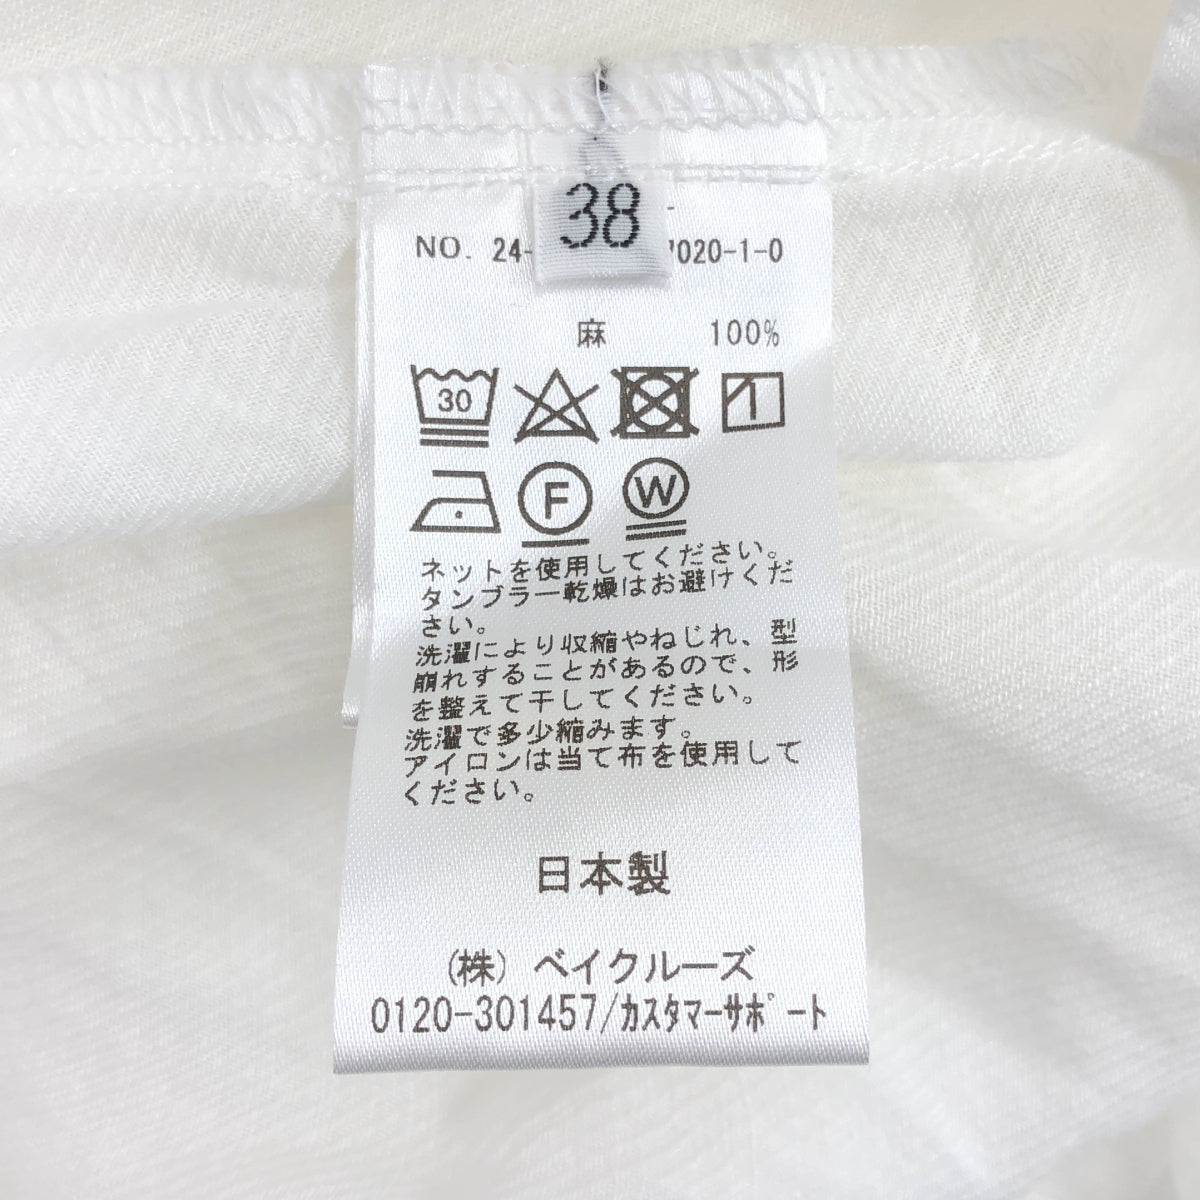 38
NO. 24- 7020-1-0
麻 100%
30
F W
ネットを使用してください。
タンブラー乾燥はお避けくだ
さい。
洗濯により収縮やねじれ、型
崩れすることがあるので、形
を整えて干してください。
洗濯で多少縮みます。
アイロンは当て布を使用して
ください。
日本製
(株) ベイクルーズ
0120-301457/カスタマーサポート